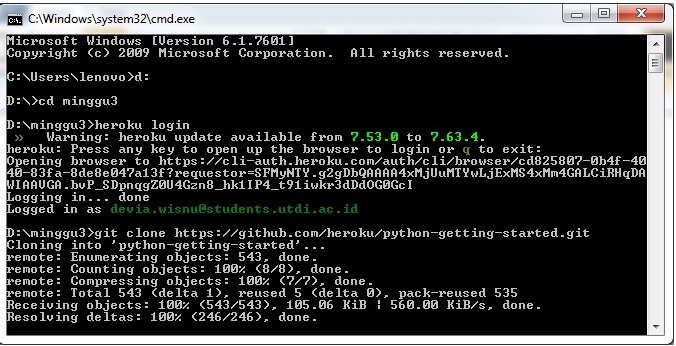 C:\Windows\system32\cmd.exe
Microsoft Windows [Version 6.1.7601]
Copyright (c) 2009 Microsoft Corporation.  All rights reserved.
C:\Users\lenovo>d:
D:\>cd minggu3
D:\minggu3>heroku login
»   Warning: heroku update available from 7.53.0 to 7.63.4.
heroku: Press any key to open up the browser to login or q to exit:
Opening browser to https://cli-auth.heroku.com/auth/cli/browser/cd825807-0b4f-40
40-83fa-8de8e047a13f?requestor=SFMyNTY.g2gDbQAAAA4xMjUuMTYwLjExMS4xMm4GALCiRHqDA
WIAAVGA.bvP_SDpnqgZ0U4Gzn8_hk1IP4_t91iwkr3dDdOG0GcI
Logging in... done
Logged in as devia.wisnu@students.utdi.ac.id
D:\minggu3>git clone https://github.com/heroku/python-getting-started.git
Cloning into 'python-getting-started'...
remote: Enumerating objects: 543, done.
remote: Counting objects: 100% (8/8), done.
remote: Compressing objects: 100% (7/7), done.
remote: Total 543 (delta 1), reused 5 (delta 0), pack-reused 535
Receiving objects: 100% (543/543), 105.06 KiB | 560.00 KiB/s, done.
Resolving deltas: 100% (246/246), done.